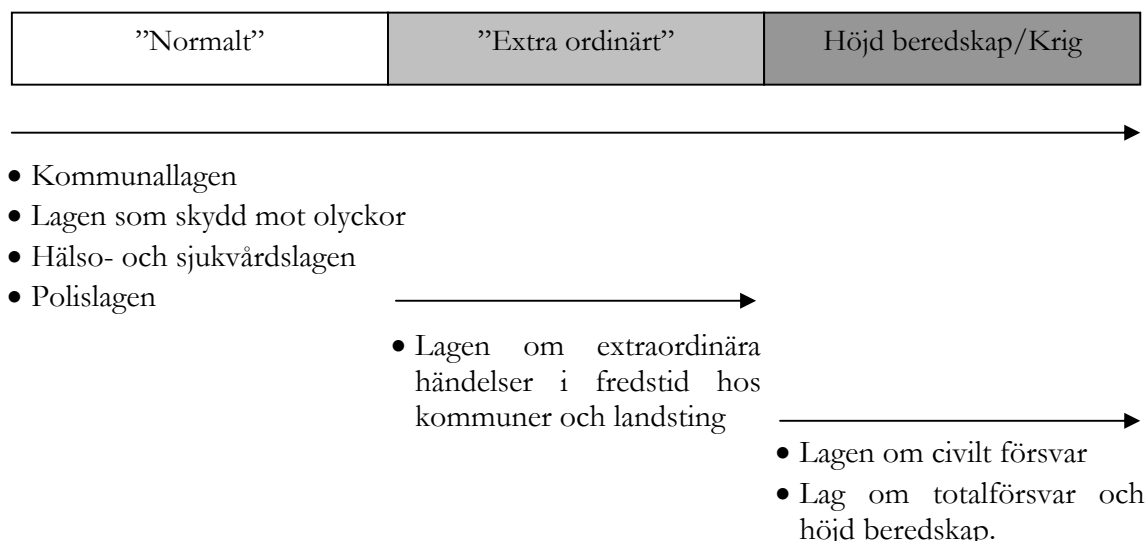 ”Normalt” ”Extra ordinärt” Höjd beredskap/Krig
• Kommunallagen
• Lagen som skydd mot olyckor
• Hälso- och sjukvårdslagen
• Polislagen
• Lagen om extraordinära
händelser i fredstid hos
kommuner och landsting
• Lagen om civilt försvar
• Lag om totalförsvar och
höjd beredskap.